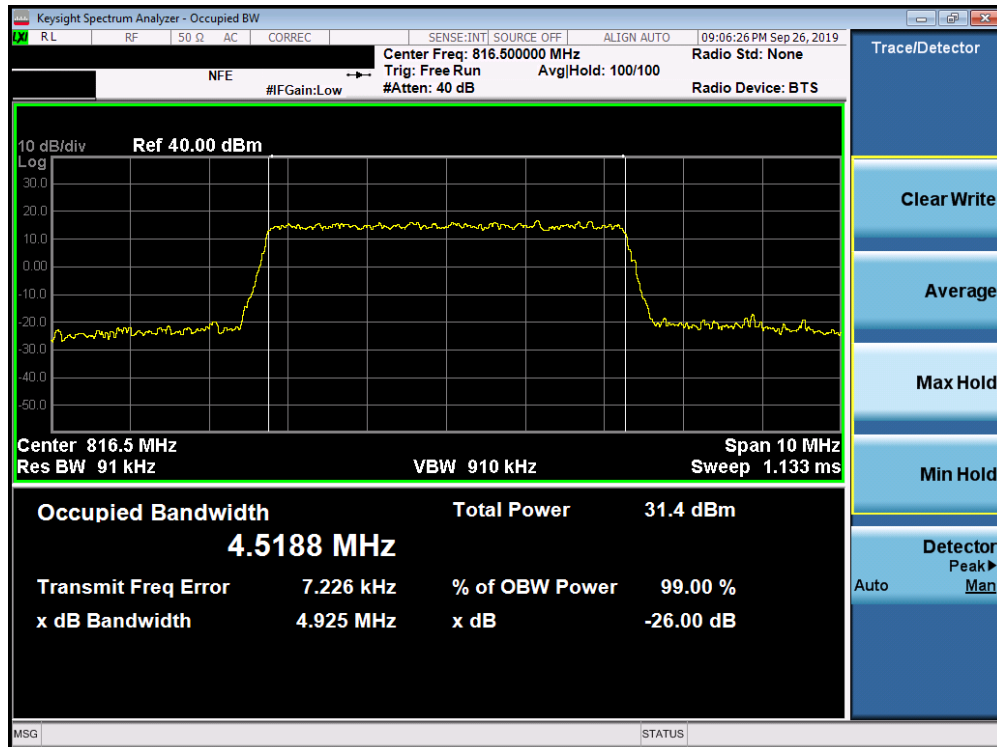 Keysight Spectrum Analyzer - Occupied BW
LXI RL RF 50 Ω AC CORREC SENSE:INT SOURCE OFF ALIGN AUTO 09:06:26 PM Sep 26, 2019
Center Freq: 816.500000 MHz Radio Std: None
NFE Trig: Free Run Avg|Hold: 100/100
#IFGain:Low #Atten: 40 dB Radio Device: BTS
Trace/Detector
10 dB/div Ref 40.00 dBm
Log
30.0
20.0
10.0
0.00
-10.0
-20.0
-30.0
-40.0
-50.0
Center 816.5 MHz Span 10 MHz
Res BW 91 kHz VBW 910 kHz Sweep 1.133 ms
Occupied Bandwidth Total Power 31.4 dBm
4.5188 MHz
Transmit Freq Error 7.226 kHz % of OBW Power 99.00 %
x dB Bandwidth 4.925 MHz x dB -26.00 dB
Clear Write
Average
Max Hold
Min Hold
Detector
Peak▶
Auto Man
MSG STATUS